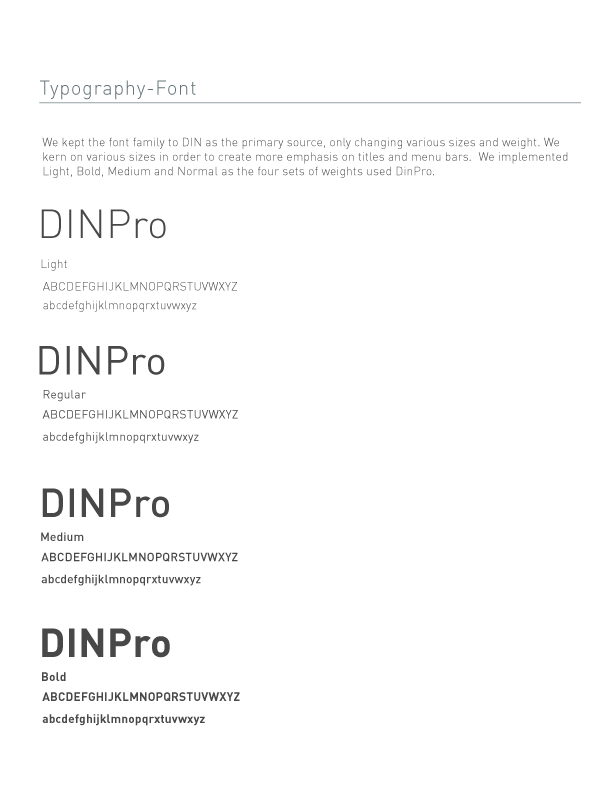 Typography-Font
We kept the font family to DIN as the primary source, only changing various sizes and weight. We
kern on various sizes in order to create more emphasis on titles and menu bars.  We implemented
Light, Bold, Medium and Normal as the four sets of weights used DinPro.
DINPro
Light
ABCDEFGHIJKLMNOPQRSTUVWXYZ
abcdefghijklmnopqrxtuvwxyz
DINPro
Regular
ABCDEFGHIJKLMNOPQRSTUVWXYZ
abcdefghijklmnopqrxtuvwxyz
DINPro
Medium
ABCDEFGHIJKLMNOPQRSTUVWXYZ
abcdefghijklmnopqrxtuvwxyz
DINPro
Bold
ABCDEFGHIJKLMNOPQRSTUVWXYZ
abcdefghijklmnopqrxtuvwxyz